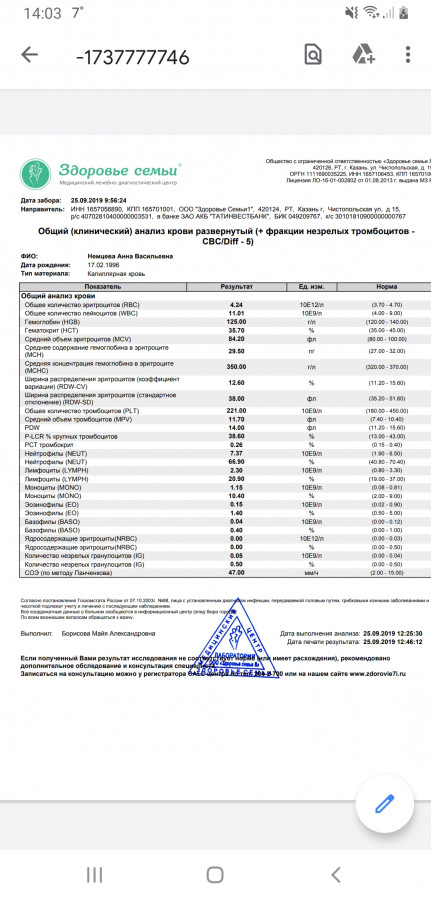 14:03 7°
-1737777746
Здоровье семьи
Медицинский лечебно-диагностический центр
Общество с ограниченной ответственностью «Здоровье
420126, РТ, г. Казань, ул. Чистопольская, д.
ОГРН 1111690035225, ИНН 1657106453, КПП
Лицензия ЛО-16-01-002802 от 01.08.2013 г. выдана МЗ
Дата забора: 25.09.2019 9:56:24
Направитель: ИНН 1657056890, КПП 165701001, ООО "Здоровье Семьи1", 420124, РТ, Казань г, Чистопольская ул, д 15,
р/с 40702810400000003531, в банке ЗАО АКБ "ТАТИНВЕСТБАНК", БИК 049209767, к/с 30101810900000000767
Общий (клинический) анализ крови развернутый (+ фракции незрелых тромбоцитов -
CBC/Diff - 5)
ФИО: Немцева Анна Васильевна
Дата рождения: 17.02.1996
Тип материала: Капиллярная кровь
Показатель Результат Ед. изм. Норма
Общий анализ крови
Общее количество эритроцитов (RBC) 4.24 10E12/л (3.70 - 4.70)
Общее количество лейкоцитов (WBC) 11.01 10E9/л (4.00 - 9.00)
Гемоглобин (HGB) 125.00 г/л (120.00 - 140.00)
Гематокрит (HCT) 35.70 % (35.00 - 45.00)
Средний объем эритроцитов (MCV) 84.20 фл (80.00 - 100.00)
Среднее содержание гемоглобина в эритроците
(MCH) 29.50 пг (27.00 - 32.00)
Средняя концентрация гемоглобина в эритроците
(MCHC) 350.00 г/л (320.00 - 370.00)
Ширина распределения эритроцитов (коэффициент
вариации) (RDW-CV) 12.60 % (11.20 - 15.60)
Ширина распределения эритроцитов (стандартное
отклонение) (RDW-SD) 38.00 фл (35.20 - 51.60)
Общее количество тромбоцитов (PLT) 221.00 10E9/л (180.00 - 450.00)
Средний объем тромбоцитов (MPV) 11.70 фл (7.40 - 10.40)
PDW 14.00 фл (11.20 - 15.60)
P-LCR % крупных тромбоцитов 38.60 % (13.00 - 43.00)
PCT тромбокрит 0.26 % (0.15 - 0.40)
Нейтрофилы (NEUT) 7.37 10E9/л (1.90 - 6.50)
Нейтрофилы (NEUT) 66.90 % (40.80 - 70.40)
Лимфоциты (LYMPH) 2.30 10E9/л (0.80 - 3.30)
Лимфоциты (LYMPH) 20.90 % (19.00 - 37.00)
Моноциты (MONO) 1.15 10E9/л (0.08 - 0.81)
Моноциты (MONO) 10.40 % (2.00 - 9.00)
Эозинофилы (EO) 0.15 10E9/л (0.02 - 0.90)
Эозинофилы (EO) 1.40 % (0.50 - 5.00)
Базофилы (BASO) 0.04 10E9/л (0.00 - 0.12)
Базофилы (BASO) 0.40 % (0.00 - 1.00)
Ядросодержащие эритроциты(NRBC) 0.00 10E12/л (0.00 - 0.03)
Ядросодержащие эритроциты(NRBC) 0.00 % (0.00 - 0.50)
Количество незрелых гранулоцитов (IG) 0.05 10E9/л (0.00 - 0.50)
Количество незрелых гранулоцитов (IG) 0.50 % (0.00 - 0.50)
СОЭ (по методу Панченкова) 47.00 мм/ч (2.00 - 15.00)
Согласно постановления Госкомстата России от 07.10.2003г. №88, лица с установленным инфекции, передаваемой половым путем, грибковыми кожными заболеваниями и
чесоткой подлежат учету и лечению с последующим наблюдением.
Все координатные данные о больном сообщаются в информационный центр (отдел бюро
По всем возникшим вопросам обращаться к врачу.
Выполнил: Борисова Майя Александровна
Дата выполнения анализа: 25.09.2019 12:25:30
Дата печати результата: 25.09.2019 12:46:12
МЕДИЦИНСКИЙ ЦЕНТР
ЛАБОРАТОРИЯ
ЗДОРОВЬЕ СЕМЬИ
Если полученный Вами результат исследования не соответствует норме (или имеет расхождения), рекомендовано
дополнительное обследование и консультация
Записаться на консультацию можно у регистратора или на нашем сайте www.zdorovie7i.ru